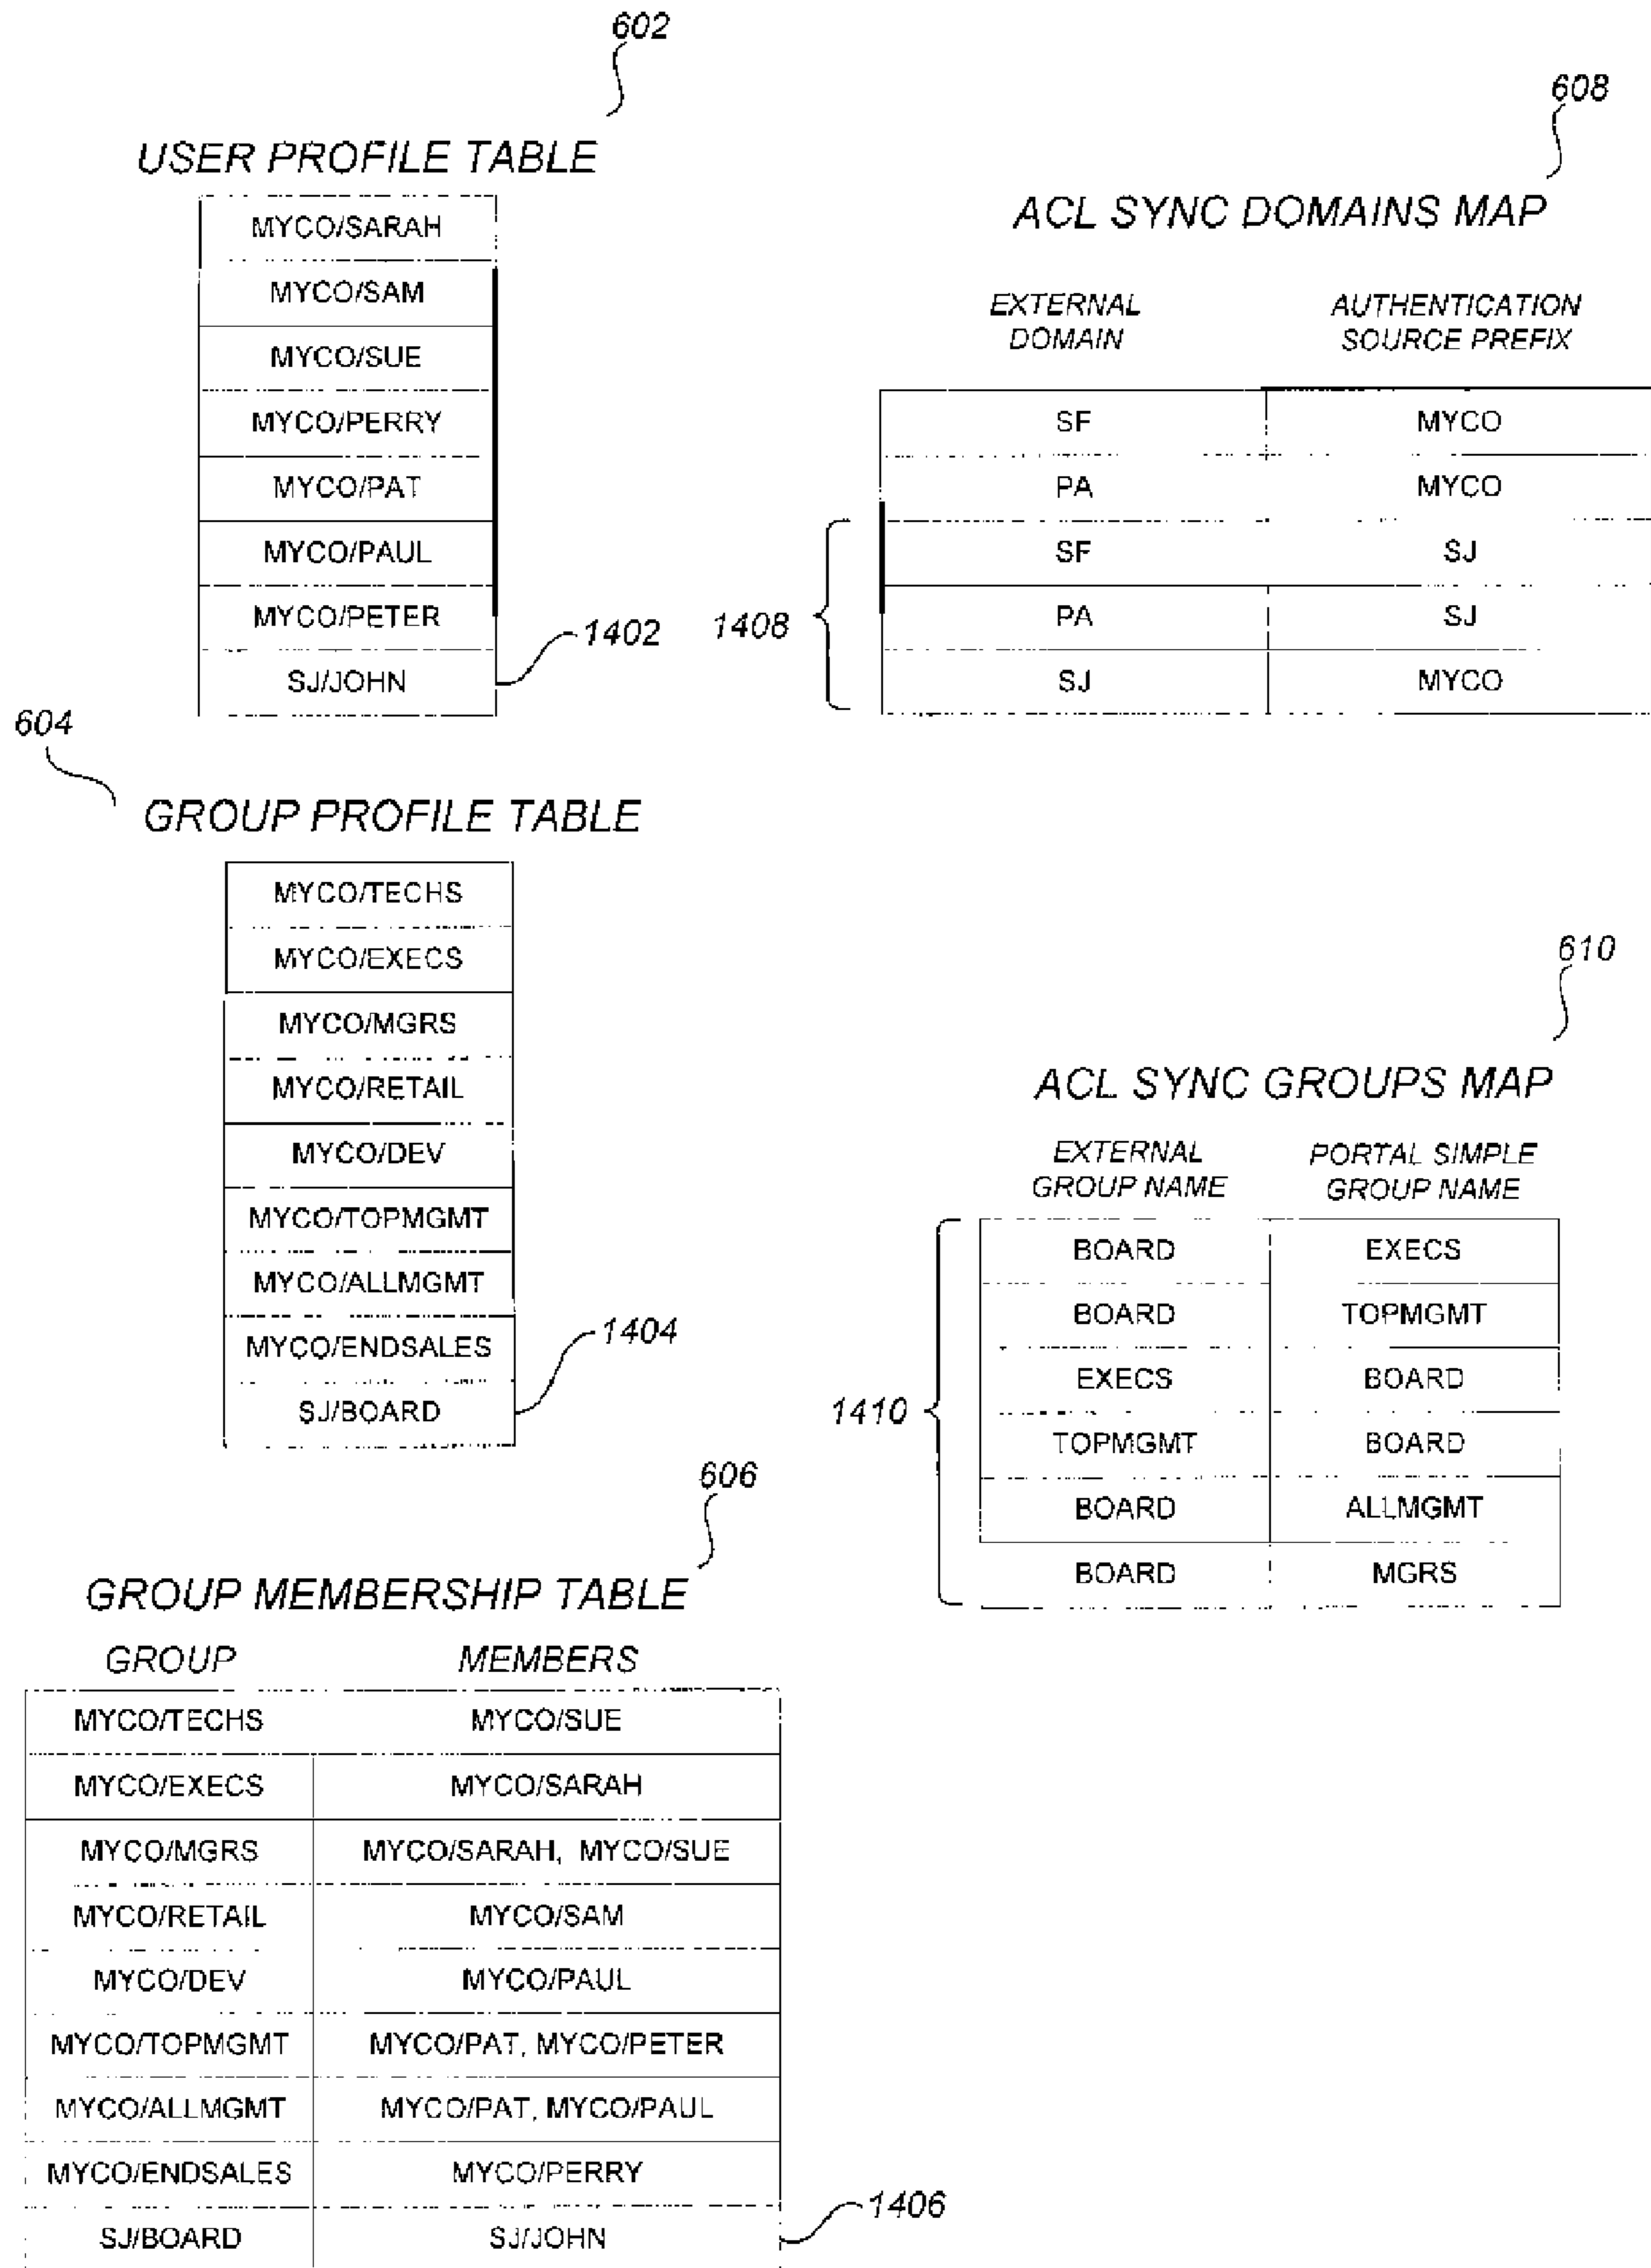 602
USER PROFILE TABLE
MYCO/SARAH
MYCO/SAM
MYCO/SUE
MYCO/PERRY
MYCO/PAT
MYCO/PAUL
MYCO/PETER
SJ/JOHN
1402
608
ACL SYNC DOMAINS MAP
EXTERNAL DOMAIN
AUTHENTICATION SOURCE PREFIX
SF MYCO
PA MYCO
SF SJ
PA SJ
SJ MYCO
1408
604
GROUP PROFILE TABLE
MYCO/TECHS
MYCO/EXECS
MYCO/MGRS
MYCO/RETAIL
MYCO/DEV
MYCO/TOPMGMT
MYCO/ALLMGMT
MYCO/ENDSALES
SJ/BOARD
1404
610
ACL SYNC GROUPS MAP
EXTERNAL GROUP NAME
PORTAL SIMPLE GROUP NAME
BOARD EXECS
BOARD TOPMGMT
EXECS BOARD
TOPMGMT BOARD
BOARD ALLMGMT
BOARD MGRS
1410
606
GROUP MEMBERSHIP TABLE
GROUP MEMBERS
MYCO/TECHS MYCO/SUE
MYCO/EXECS MYCO/SARAH
MYCO/MGRS MYCO/SARAH, MYCO/SUE
MYCO/RETAIL MYCO/SAM
MYCO/DEV MYCO/PAUL
MYCO/TOPMGMT MYCO/PAT, MYCO/PETER
MYCO/ALLMGMT MYCO/PAT, MYCO/PAUL
MYCO/ENDSALES MYCO/PERRY
SJ/BOARD SJ/JOHN
1406